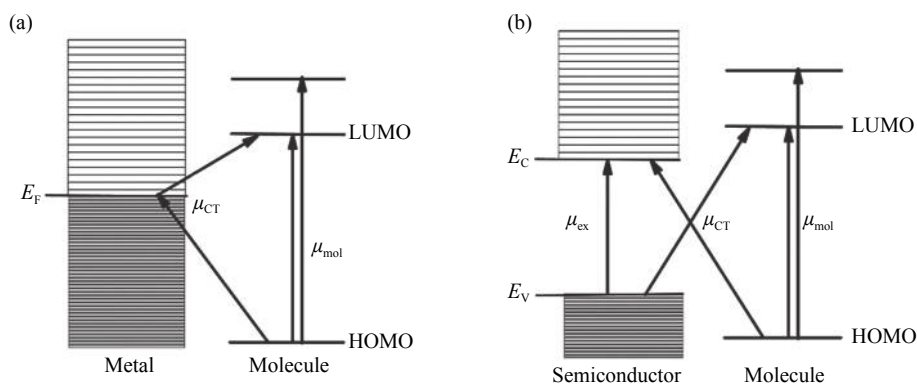 (a)
LUMO
E_F
μ_CT
μ_mol
HOMO
Metal
Molecule
(b)
LUMO
E_C
μ_ex
μ_CT
μ_mol
E_V
HOMO
Semiconductor
Molecule